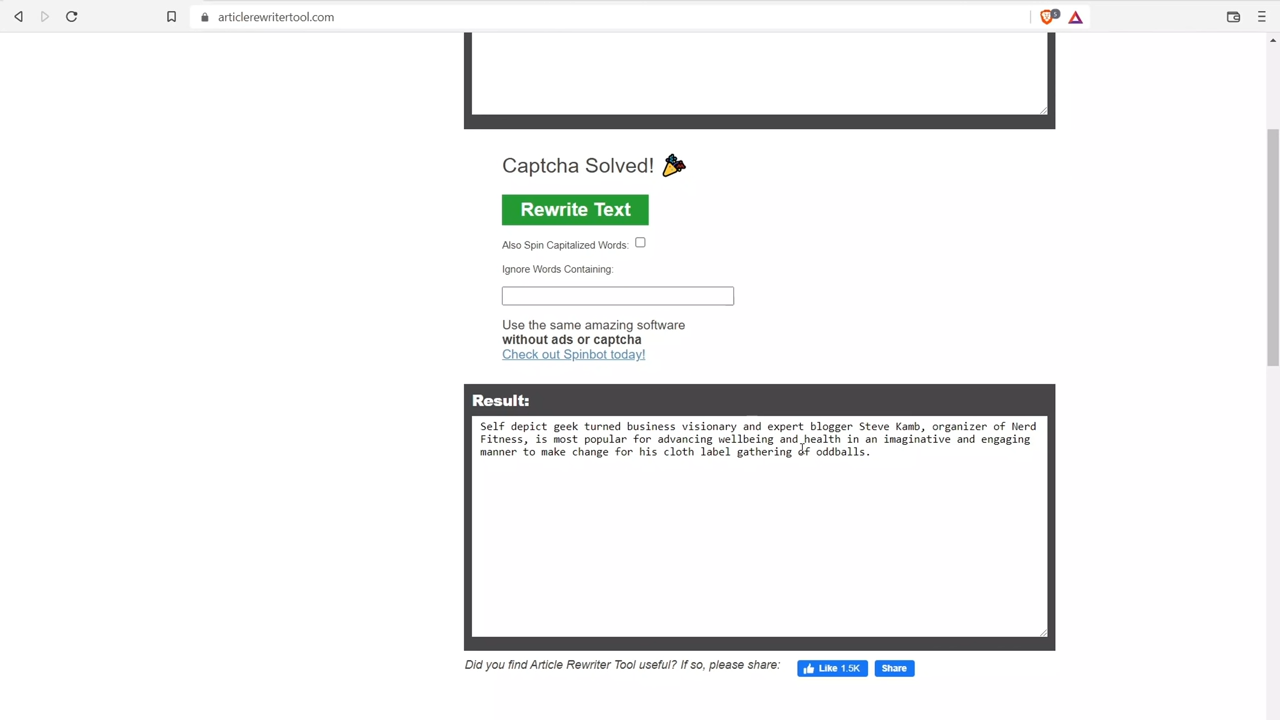 articlerewritertool.com
5
Captcha Solved!
Rewrite Text
Also Spin Capitalized Words:
Ignore Words Containing:
Use the same amazing software
without ads or captcha
Check out Spinbot today!
Result:
Self depict geek turned business visionary and expert blogger Steve Kamb, organizer of Nerd
Fitness, is most popular for advancing wellbeing and health in an imaginative and engaging
manner to make change for his cloth label gathering of oddballs.
Did you find Article Rewriter Tool useful? If so, please share:
Like 1.5K
Share